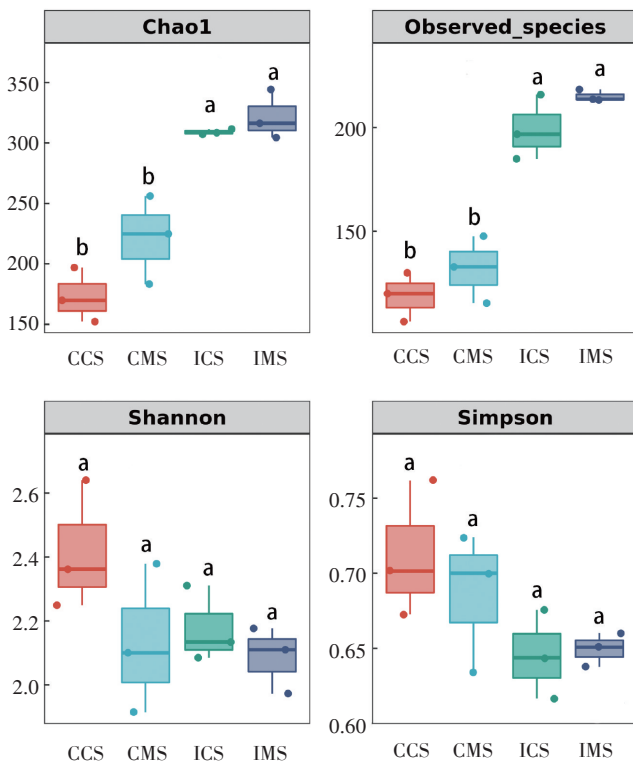 Chao1
350
300
250
200
150
b
b
a
a
CCS CMS ICS IMS
Observed_species
200
150
b
b
a
a
CCS CMS ICS IMS
Shannon
2.6
2.4
2.2
2.0
a
a
a
a
CCS CMS ICS IMS
Simpson
0.75
0.70
0.65
0.60
a
a
a
a
CCS CMS ICS IMS